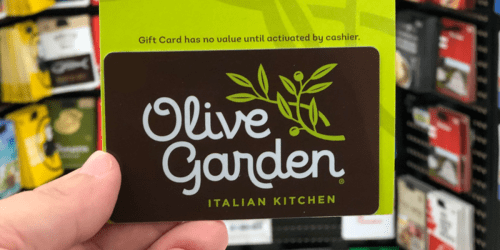 Gift Card has no value until activated by cashier.
Olive
Garden®
ITALIAN KITCHEN